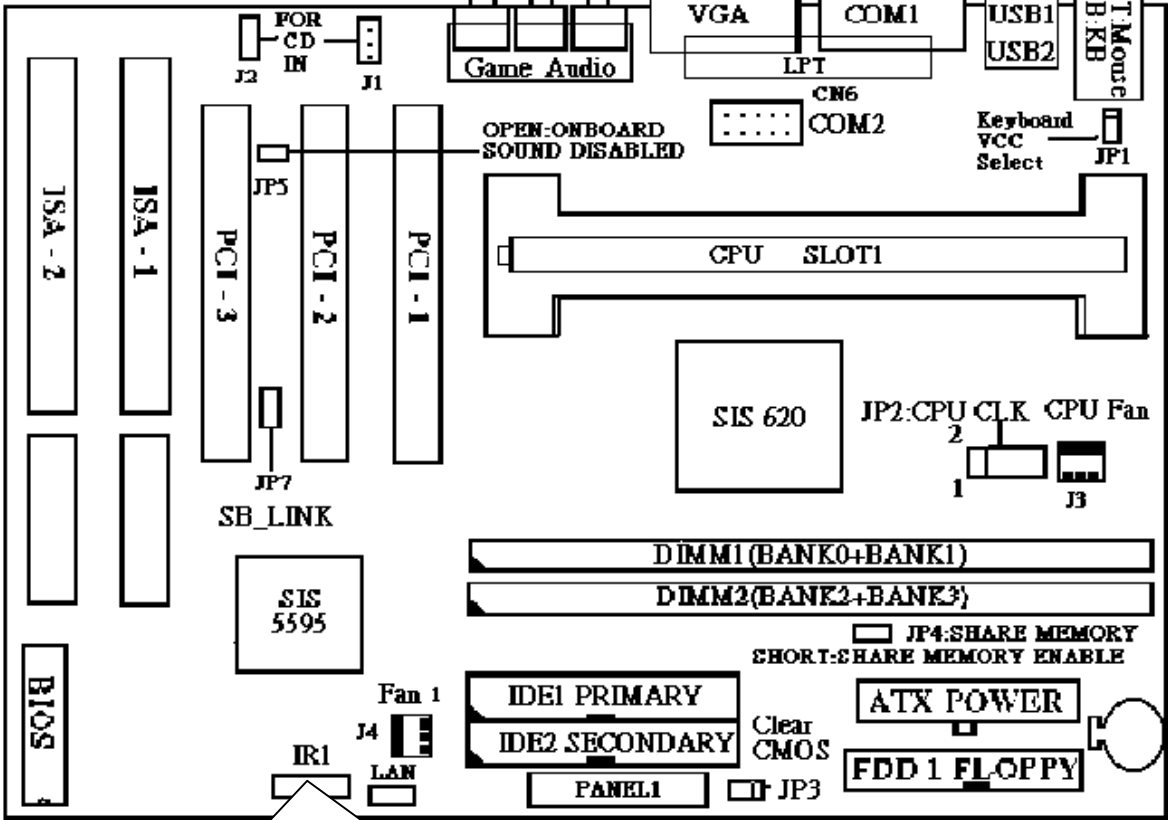 FOR
CD
IN
J2
J1
Game Audio
VGA
COM1
LPT
USB1
USB2
T:Mouse
B:KB
CN6
COM2
Keyboard
VCC
Select
JP1
OPEN:ONBOARD
SOUND DISABLED
JP5
ISA - 2
ISA - 1
PCI - 3
PCI - 2
PCI - 1
CPU SLOT1
SIS 620
JP2:CPU CLK
CPU Fan
2
1
J3
JP7
SB_LINK
DIMM1(BANK0+BANK1)
DIMM2(BANK2+BANK3)
SIS
5595
JP4:SHARE MEMORY
SHORT:SHARE MEMORY ENABLE
BIOS
Fan 1
J4
IDE1 PRIMARY
IDE2 SECONDARY
Clear
CMOS
ATX POWER
FDD 1 FLOPPY
IR1
LAN
PANEL1
JP3